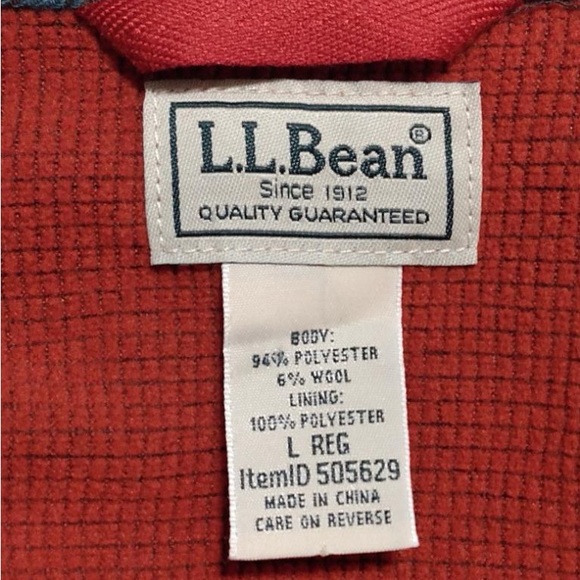 L.L.Bean®
Since 1912
QUALITY GUARANTEED
BODY:
94% POLYESTER
6% WOOL
LINING:
100% POLYESTER
L REG
ItemID 505629
MADE IN CHINA
CARE ON REVERSE